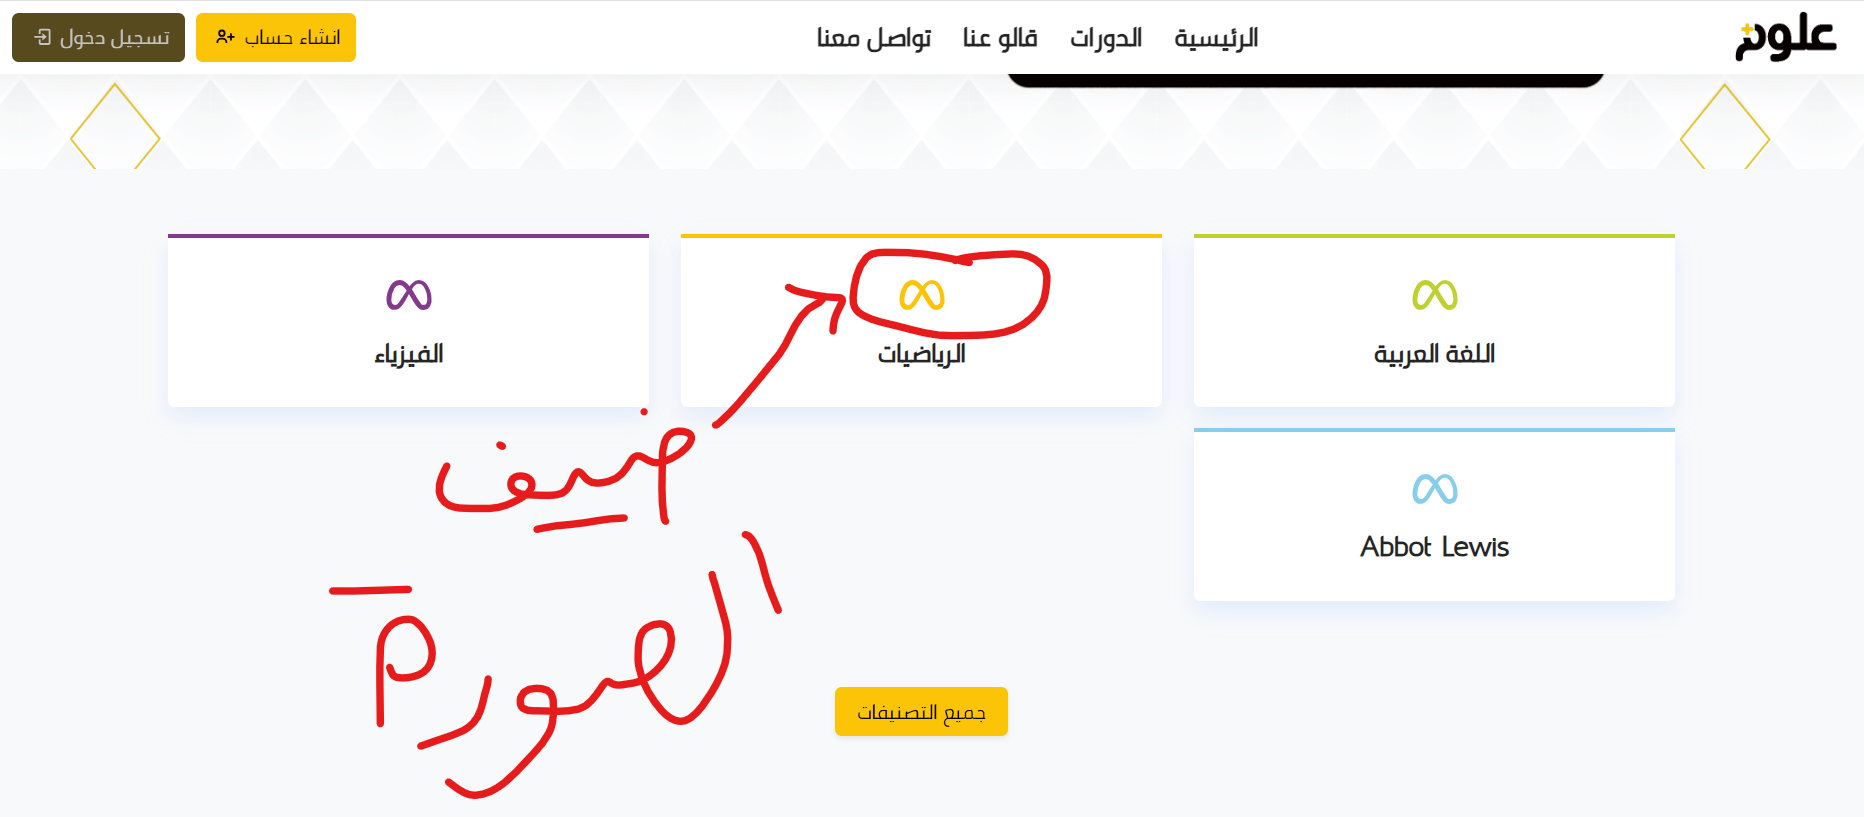 علوم
الرئيسية
الدورات
قالو عنا
تواصل معنا
انشاء حساب
تسجيل دخول
اللغة العربية
الرياضيات
الفيزياء
Abbot Lewis
ضيف
الصورة
جميع التصنيفات